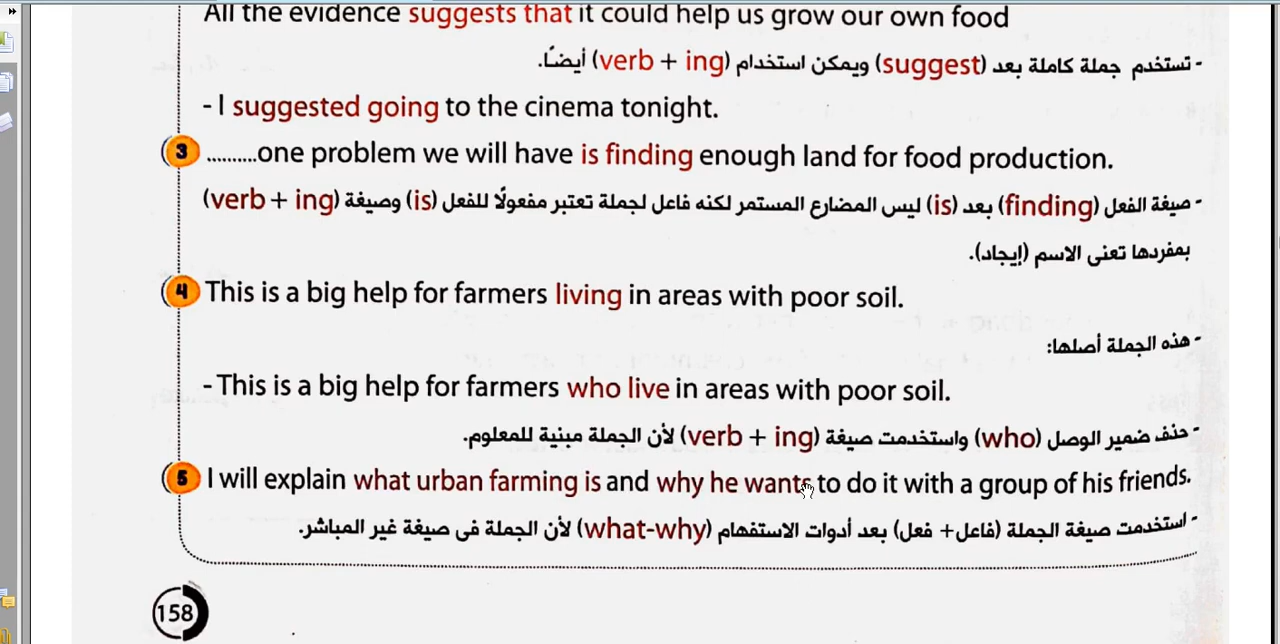 All the evidence suggests that it could help us grow our own food
- تستخدم جملة كاملة بعد (suggest) ويمكن استخدام (verb + ing) أيضًا.
- I suggested going to the cinema tonight.
3 ..........one problem we will have is finding enough land for food production.
- صيغة الفعل (finding) بعد (is) ليس المضارع المستمر لكنه فاعل لجملة تعتبر مفعولًا للفعل (is) وصيغة (verb + ing)
بمفردها تعنى الاسم (إيجاد).
4 This is a big help for farmers living in areas with poor soil.
- هذه الجملة أصلها:
- This is a big help for farmers who live in areas with poor soil.
- حذف ضمير الوصل (who) واستخدمت صيغة (verb + ing) لأن الجملة مبنية للمعلوم.
5 I will explain what urban farming is and why he wants to do it with a group of his friends.
- استخدمت صيغة الجملة (فاعل+ فعل) بعد أدوات الاستفهام (what-why) لأن الجملة فى صيغة غير المباشر.
158